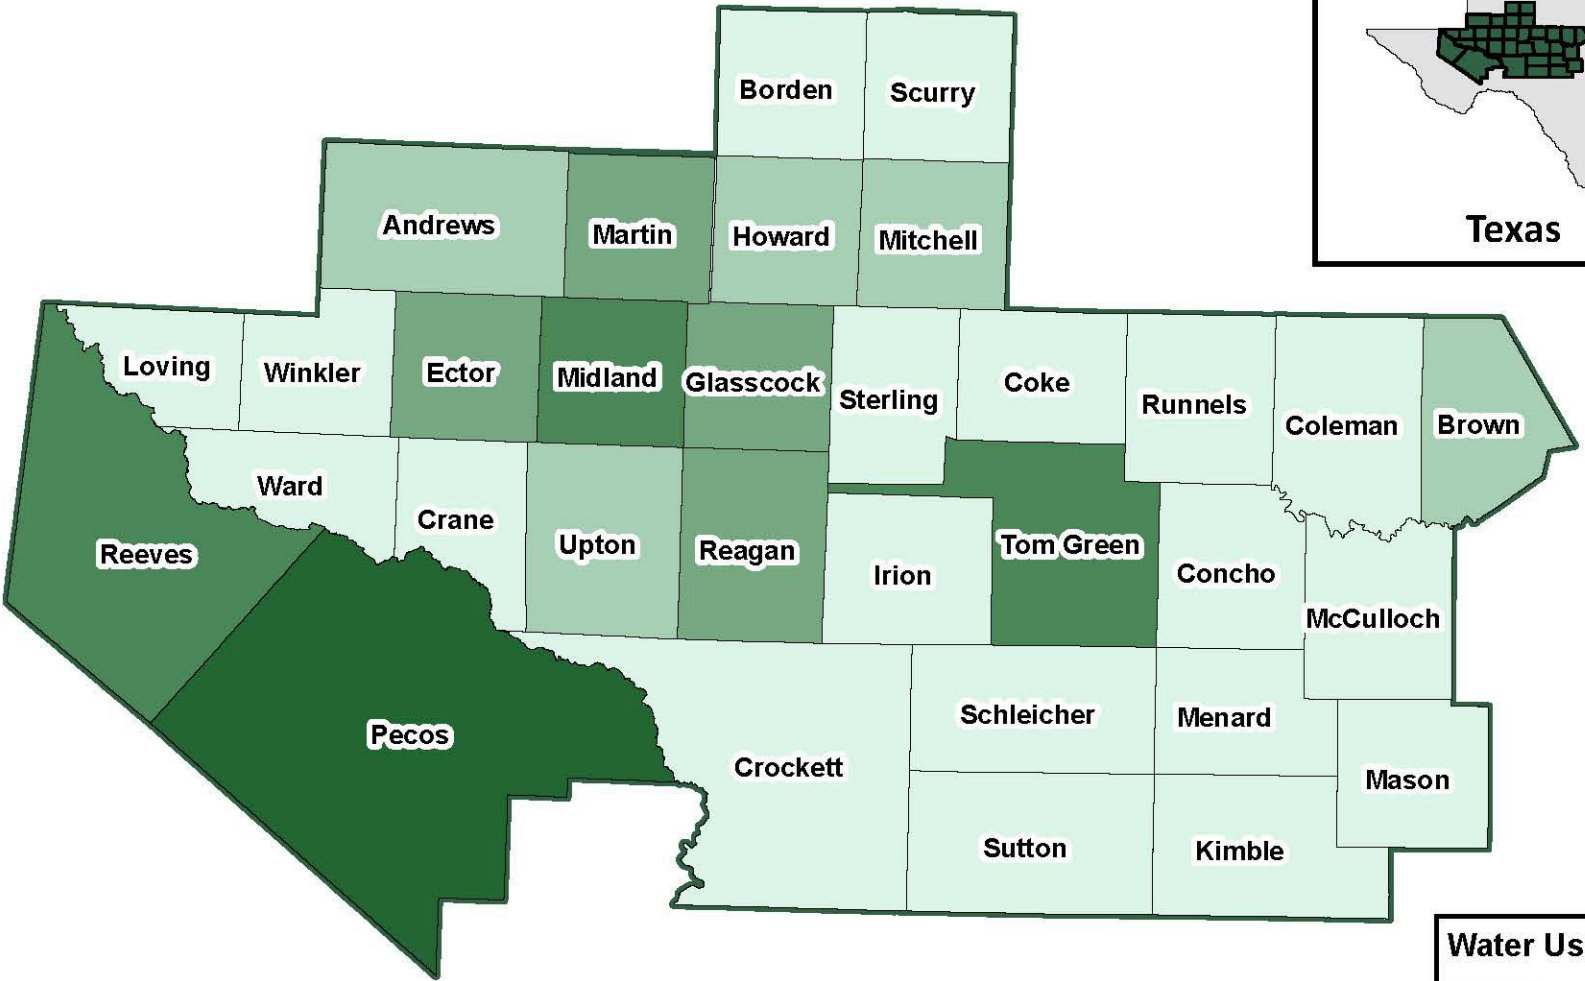 Borden
Scurry
Texas
Andrews
Martin
Howard
Mitchell
Loving
Winkler
Ector
Midland
Glasscock
Sterling
Coke
Runnels
Coleman
Brown
Ward
Crane
Upton
Reagan
Irion
Tom Green
Concho
McCulloch
Reeves
Pecos
Crockett
Schleicher
Menard
Mason
Sutton
Kimble
Water Us